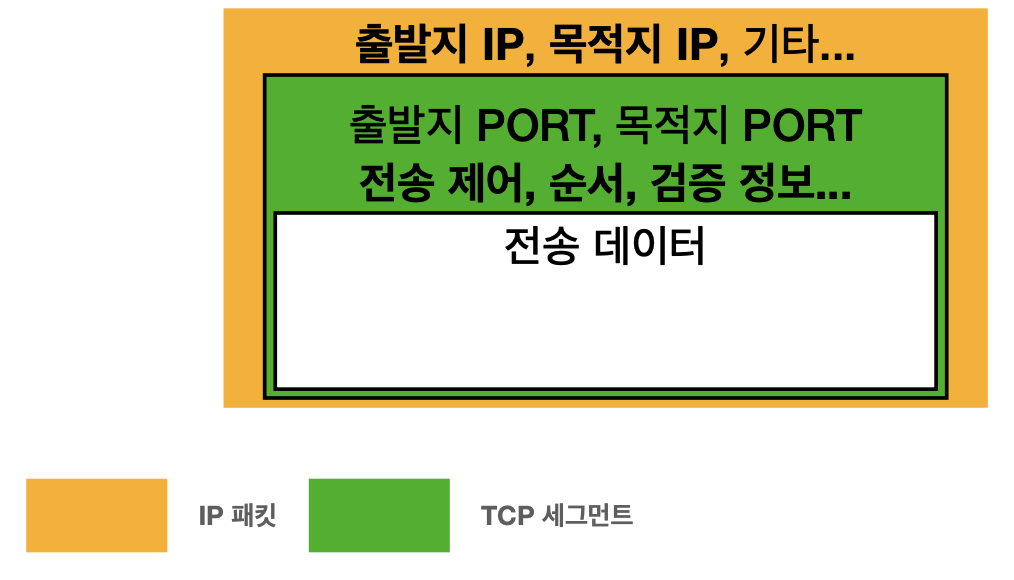 출발지 IP, 목적지 IP, 기타...
출발지 PORT, 목적지 PORT
전송 제어, 순서, 검증 정보...
전송 데이터
IP 패킷
TCP 세그먼트